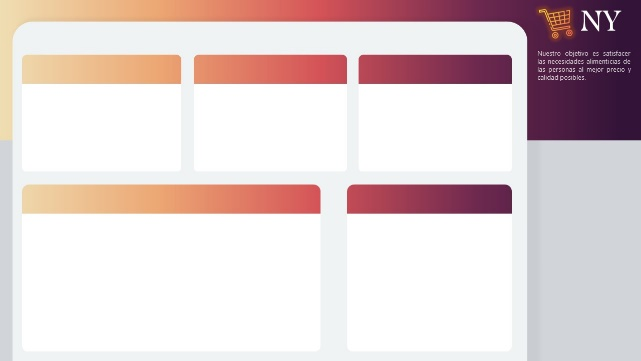 NY
Nuestro objetivo es satisfacer
las necesidades alimenticias de
las personas al mejor precio y
calidad posibles.